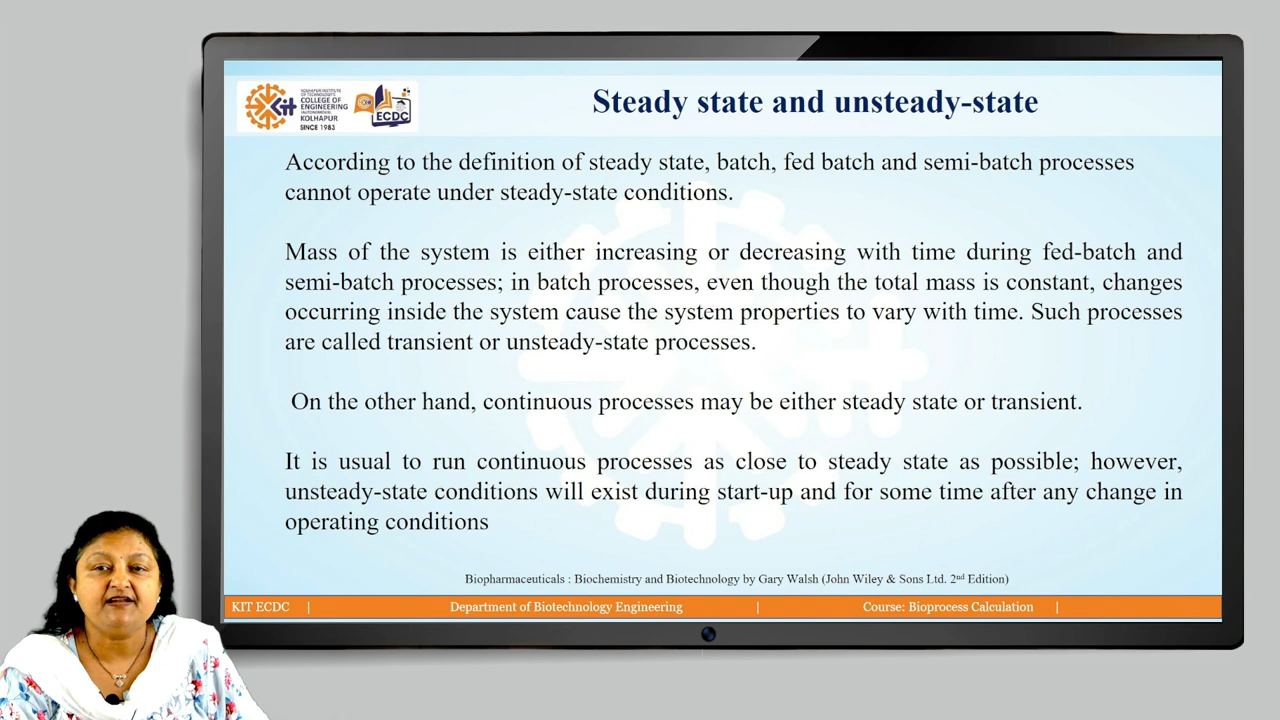 KOLHAPUR INSTITUTE
OF TECHNOLOGY'S
COLLEGE OF
ENGINEERING
(AUTONOMOUS),
KOLHAPUR
SINCE 1983
Kit
ECDC
Steady state and unsteady-state
According to the definition of steady state, batch, fed batch and semi-batch processes
cannot operate under steady-state conditions.
Mass of the system is either increasing or decreasing with time during fed-batch and
semi-batch processes; in batch processes, even though the total mass is constant, changes
occurring inside the system cause the system properties to vary with time. Such processes
are called transient or unsteady-state processes.
On the other hand, continuous processes may be either steady state or transient.
It is usual to run continuous processes as close to steady state as possible; however,
unsteady-state conditions will exist during start-up and for some time after any change in
operating conditions
Biopharmaceuticals : Biochemistry and Biotechnology by Gary Walsh (John Wiley & Sons Ltd. 2nd Edition)
KIT ECDC | Department of Biotechnology Engineering | Course: Bioprocess Calculation |